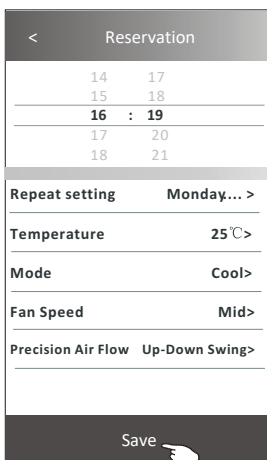 < Reservation
14 17
15 18
16 : 19
17 20
18 21
Repeat setting Monday.... >
Temperature 25℃>
Mode Cool>
Fan Speed Mid>
Precision Air Flow Up-Down Swing>
Save